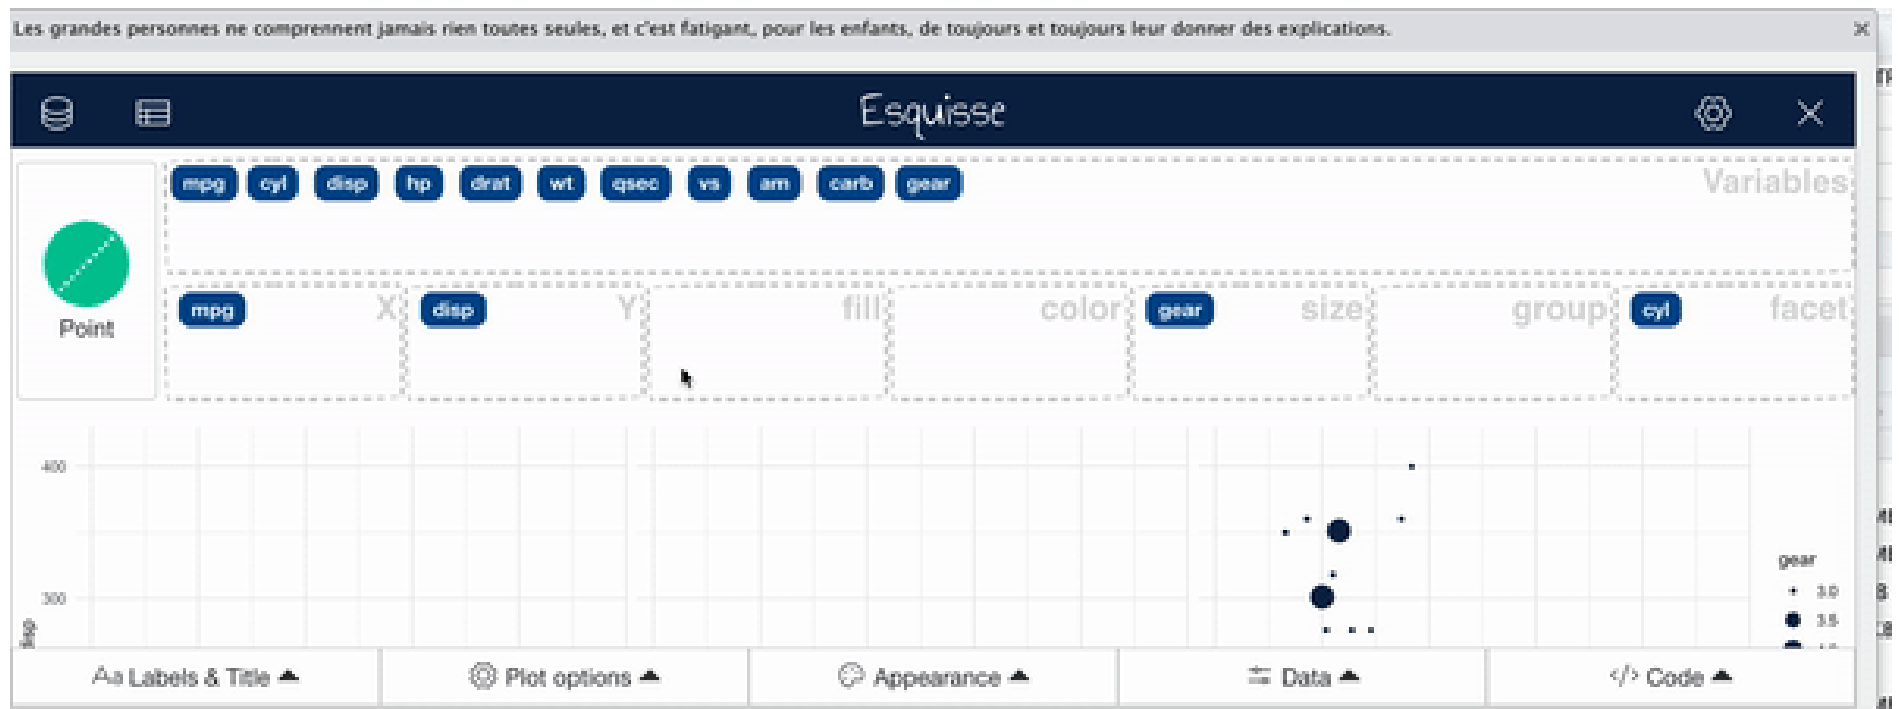 Les grandes personnes ne comprennent jamais rien toutes seules, et c'est fatigant, pour les enfants, de toujours et toujours leur donner des explications.
Esquisse
mpg cyl disp hp drat wt qsec vs am carb gear Variables
Point
mpg X disp Y fill color gear size group cyl facet
400
300
disp
gear
3.0
3.5
Aa Labels & Title Plot options Appearance Data </> Code